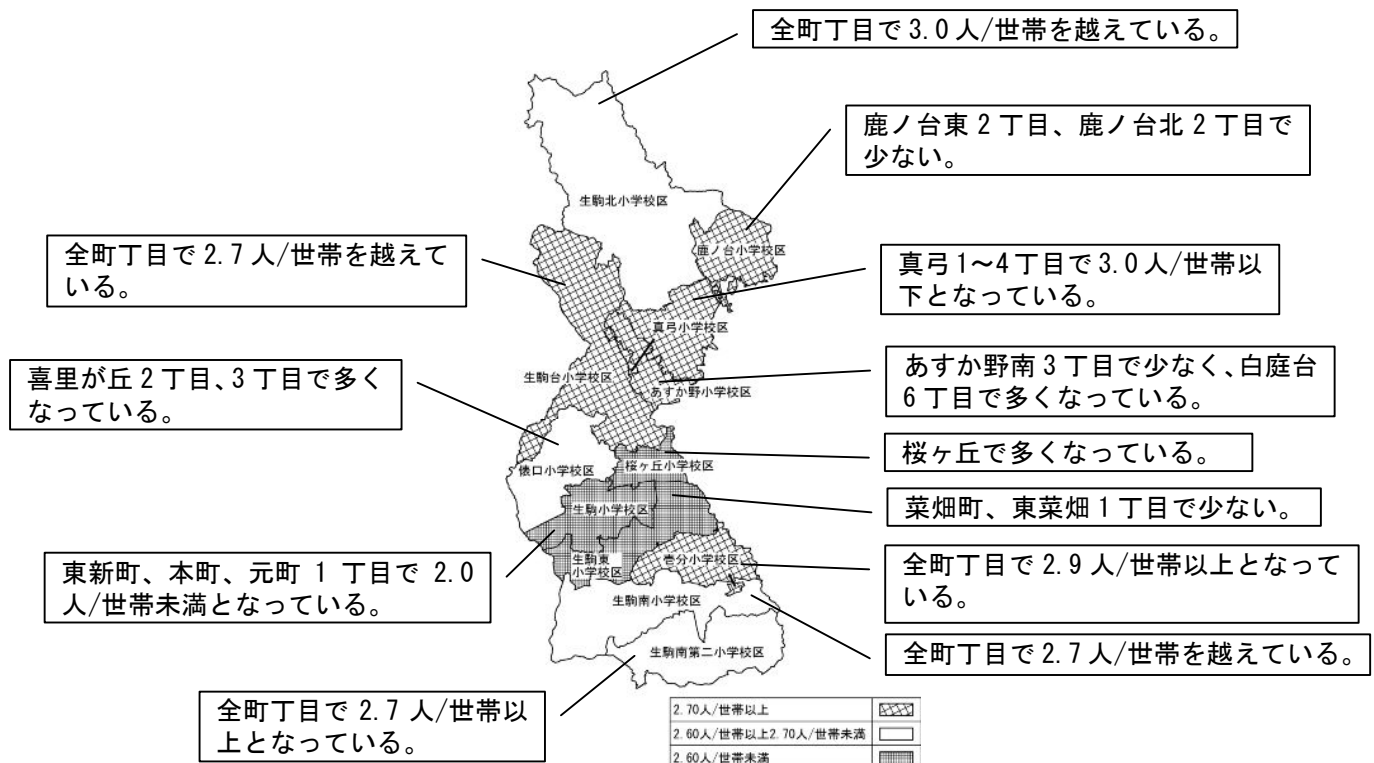 全町丁目で3.0人/世帯を越えている。
鹿ノ台東2丁目、鹿ノ台北2丁目で
少ない。
生駒北小学校区
全町丁目で2.7人/世帯を越えて
いる。
鹿ノ台小学校区
真弓1～4丁目で3.0人/世帯以
下となっている。
真弓小学校区
喜里が丘2丁目、3丁目で多く
なっている。
生駒台小学校区
あすか野小学校区
あすか野南3丁目で少なく、白庭台
6丁目で多くなっている。
桜ヶ丘で多くなっている。
俵口小学校区
桜ヶ丘小学校区
生駒小学校区
菜畑町、東菜畑1丁目で少ない。
東新町、本町、元町1丁目で2.0
人/世帯未満となっている。
生駒東
小学校区
壱分小学校区
全町丁目で2.9人/世帯以上となって
いる。
生駒南小学校区
生駒南第二小学校区
全町丁目で2.7人/世帯を越えている。
全町丁目で2.7人/世帯以
上となっている。
2.70人/世帯以上
2.60人/世帯以上2.70人/世帯未満
2.60人/世帯未満